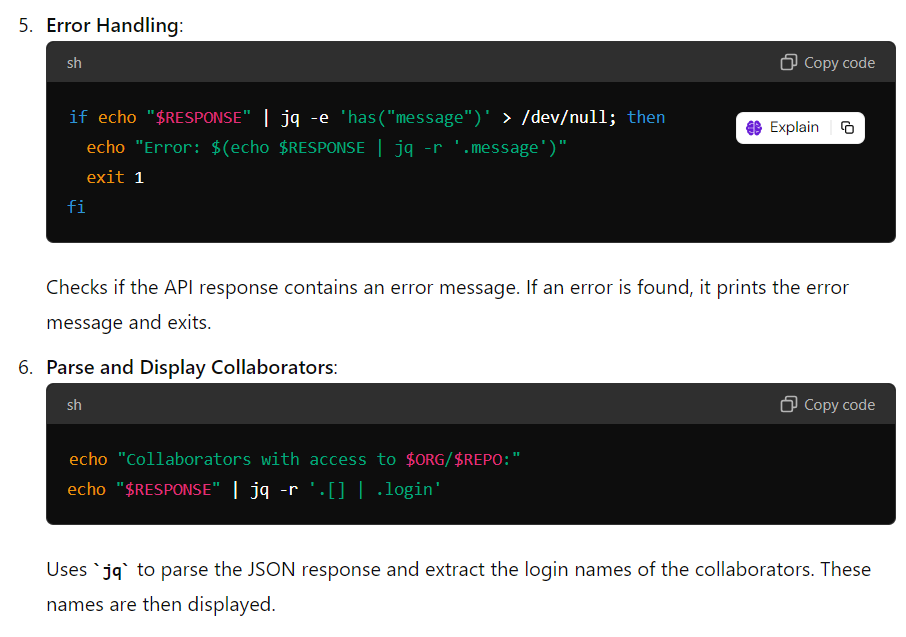 5. Error Handling:
sh Copy code
if echo "$RESPONSE" | jq -e 'has("message")' > /dev/null; then
Explain
echo "Error: $(echo $RESPONSE | jq -r '.message')"
exit 1
fi
Checks if the API response contains an error message. If an error is found, it prints the error
message and exits.
6. Parse and Display Collaborators:
sh Copy code
echo "Collaborators with access to $ORG/$REPO:"
echo "$RESPONSE" | jq -r '.[] | .login'
Uses `jq` to parse the JSON response and extract the login names of the collaborators. These
names are then displayed.